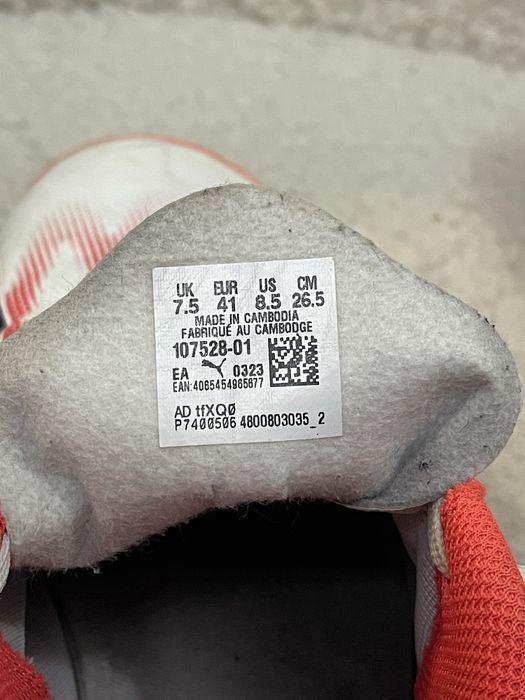 UK EUR US CM
7.5 41 8.5 26.5
MADE IN CAMBODIA
FABRIQUÉ AU CAMBODGE
107528-01
EA 0323
EAN:4065454965877
AD tfXQ0
P7400506 4800803035_2